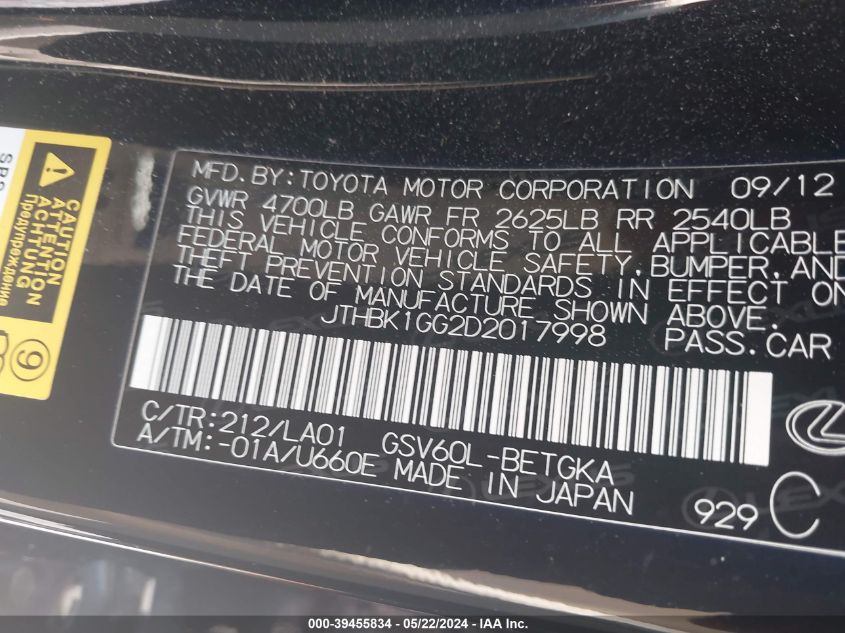 MFD. BY: TOYOTA MOTOR CORPORATION 09/12
GVWR 4700LB GAWR FR 2625LB RR 2540LB
THIS VEHICLE CONFORMS TO ALL APPLICABLE
FEDERAL MOTOR VEHICLE SAFETY, BUMPER, AND
THEFT PREVENTION STANDARDS IN EFFECT ON
THE DATE OF MANUFACTURE SHOWN ABOVE.
JTHBK1GG2D2017998 PASS. CAR
C/TR: 212/LA01 GSV60L-BETGKA
A/TM: -01A/U660E MADE IN JAPAN
929 C
ATTENTION
ACHTUNG
Предупреждения
9
LEXUS
000-39455834 - 05/22/2024 - IAA Inc.